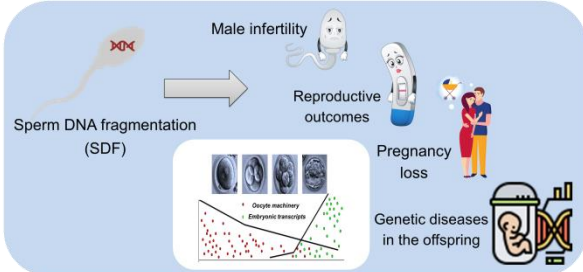 Male infertility
Sperm DNA fragmentation
(SDF)
Reproductive
outcomes
Pregnancy
loss
Oocyte machinery
Embryonic transcripts
Genetic diseases
in the offspring